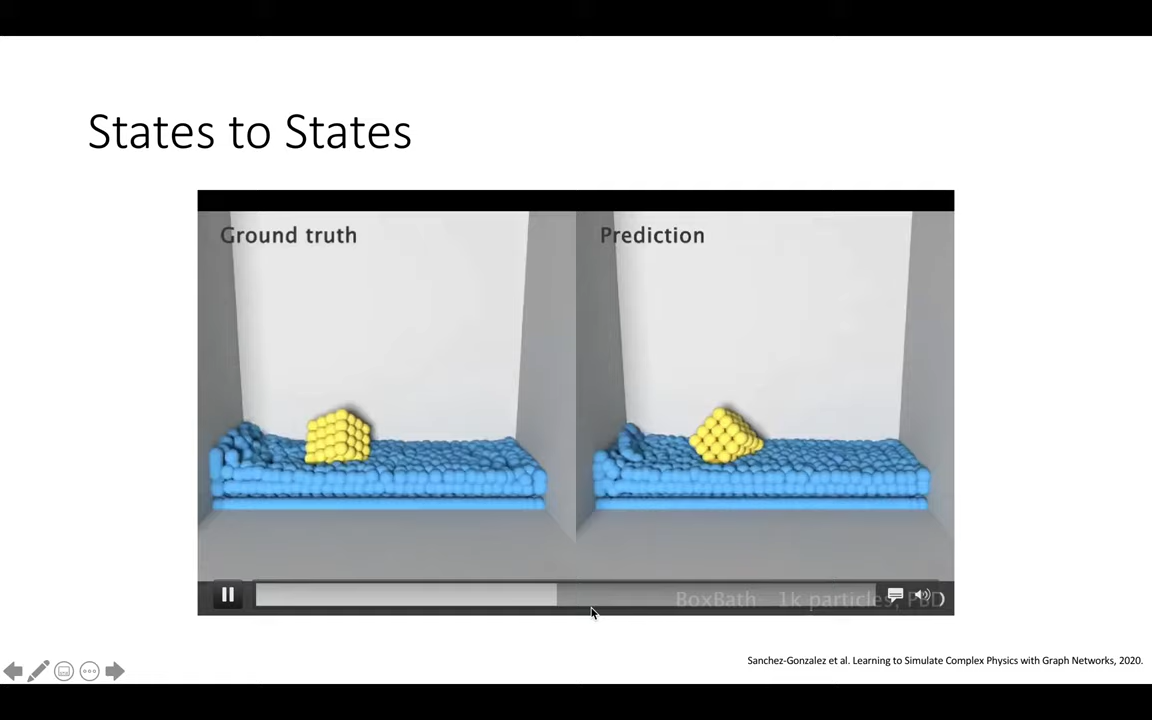 States to States
Ground truth
Prediction
BoxBath - 1k particles, PBD
Sanchez-Gonzalez et al. Learning to Simulate Complex Physics with Graph Networks, 2020.